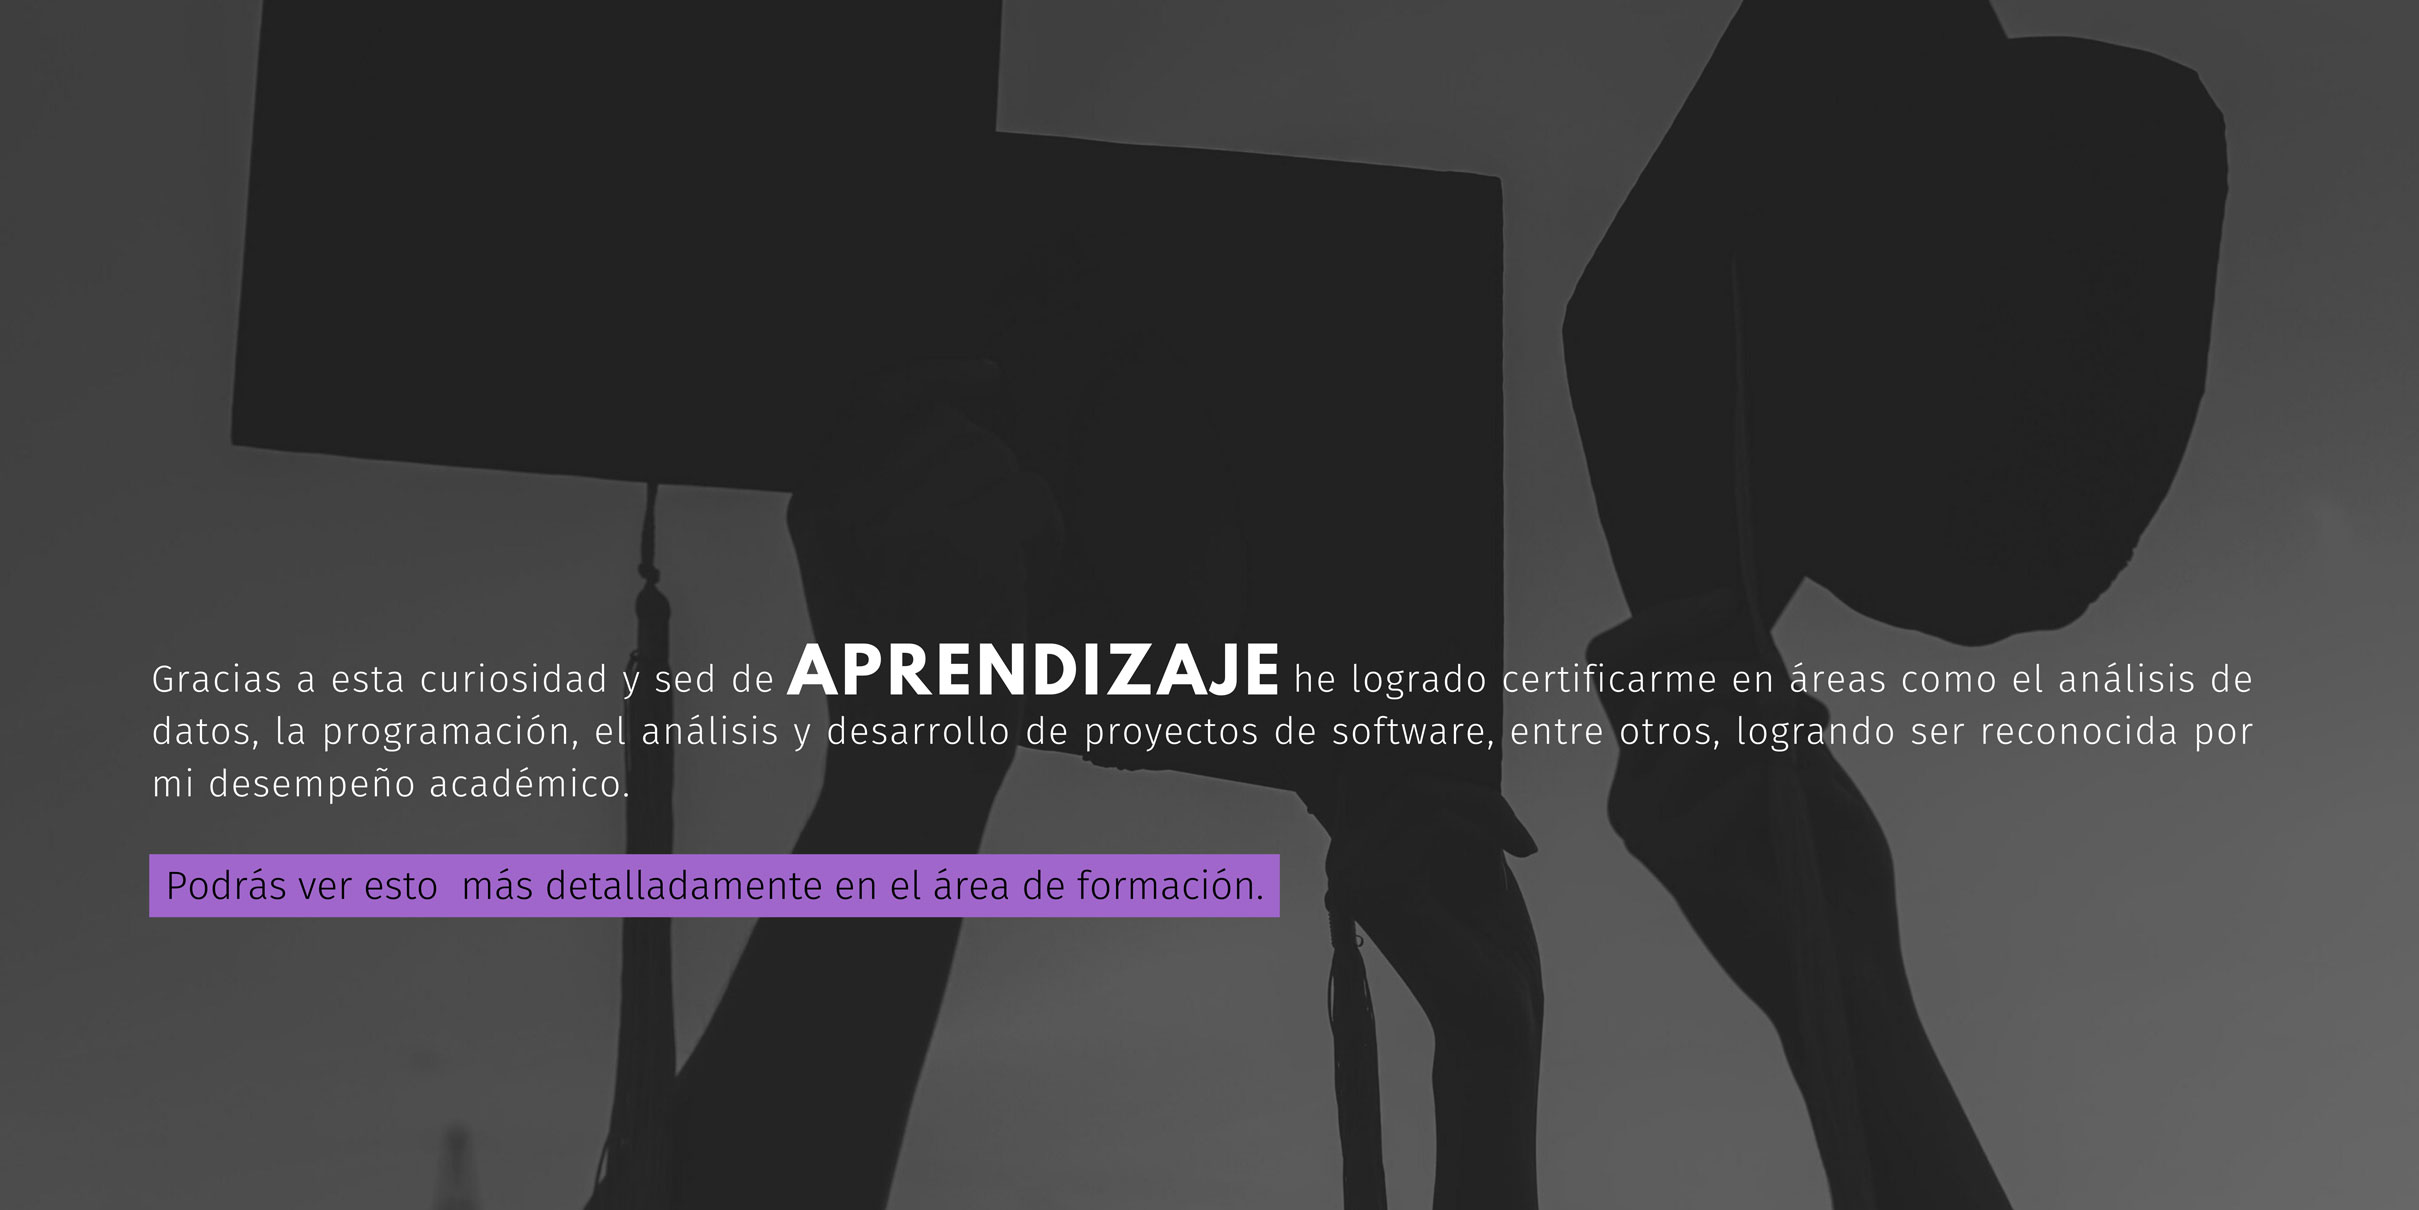 Gracias a esta curiosidad y sed de APRENDIZAJE he logrado certificarme en áreas como el análisis de
datos, la programación, el análisis y desarrollo de proyectos de software, entre otros, logrando ser reconocida por
mi desempeño académico.
Podrás ver esto  más detalladamente en el área de formación.